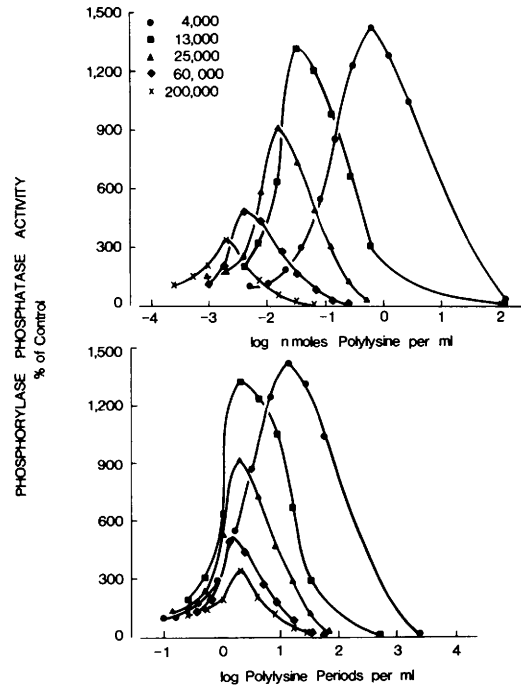 1,500
1,200
900
600
300
0
● 4,000
■ 13,000
▲ 25,000
◆ 60,000
× 200,000
−4 −3 −2 −1 0 1 2
log nmoles Polylysine per ml
PHOSPHORYLASE PHOSPHATASE ACTIVITY
% of Control
1,500
1,200
900
600
300
0
−1 0 1 2 3 4
log Polylysine Periods per ml